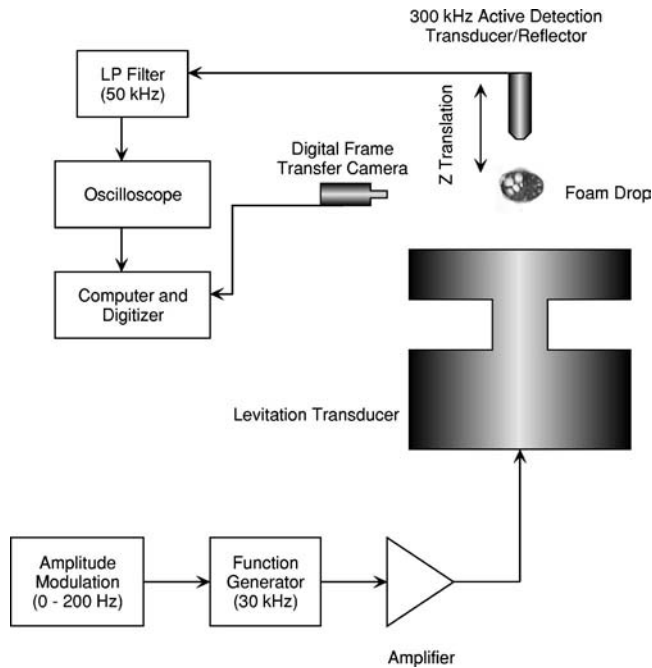 300 kHz Active Detection
Transducer/Reflector
LP Filter
(50 kHz)
Z Translation
Digital Frame
Transfer Camera
Oscilloscope
Foam Drop
Computer and
Digitizer
Levitation Transducer
Amplitude
Modulation
(0 - 200 Hz)
Function
Generator
(30 kHz)
Amplifier